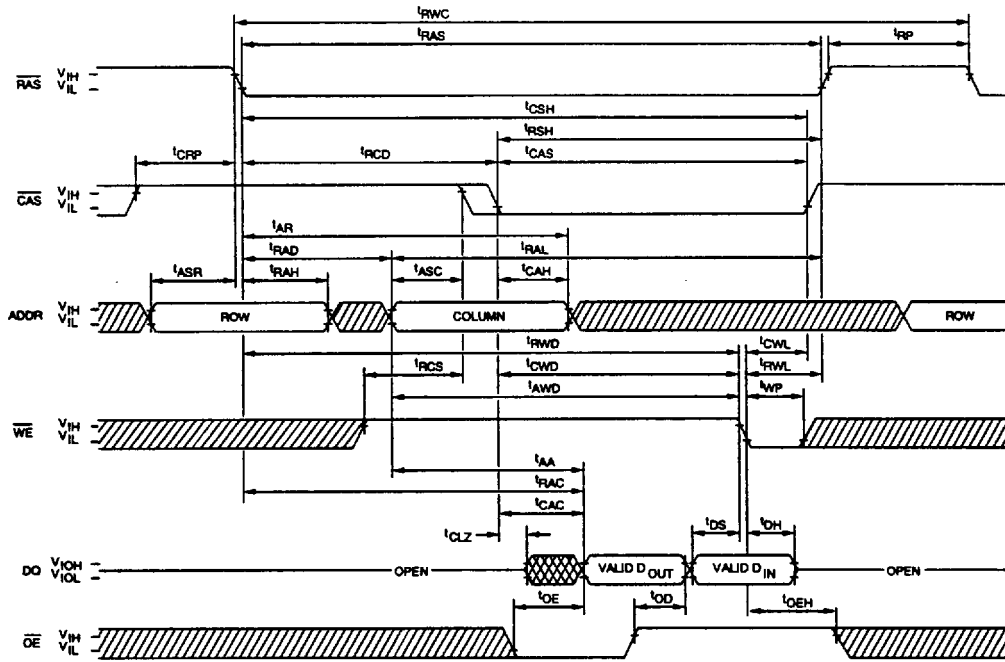 tRWC
tRAS
tRP
RAS VIH VIL
tCSH
tRSH
tCRP tRCD tCAS
CAS VIH VIL
tAR
tRAD tRAL
tASR tRAH tASC tCAH
ADDR VIH VIL ROW COLUMN ROW
tRWD tCWL
tRCS tCWD tRWL
tAWD tWP
WE VIH VIL
tAA
tRAC
tCAC
tCLZ tDS tDH
DQ VIOH VIOL OPEN VALID DOUT VALID DIN OPEN
tOE tOD tOEH
OE VIH VIL